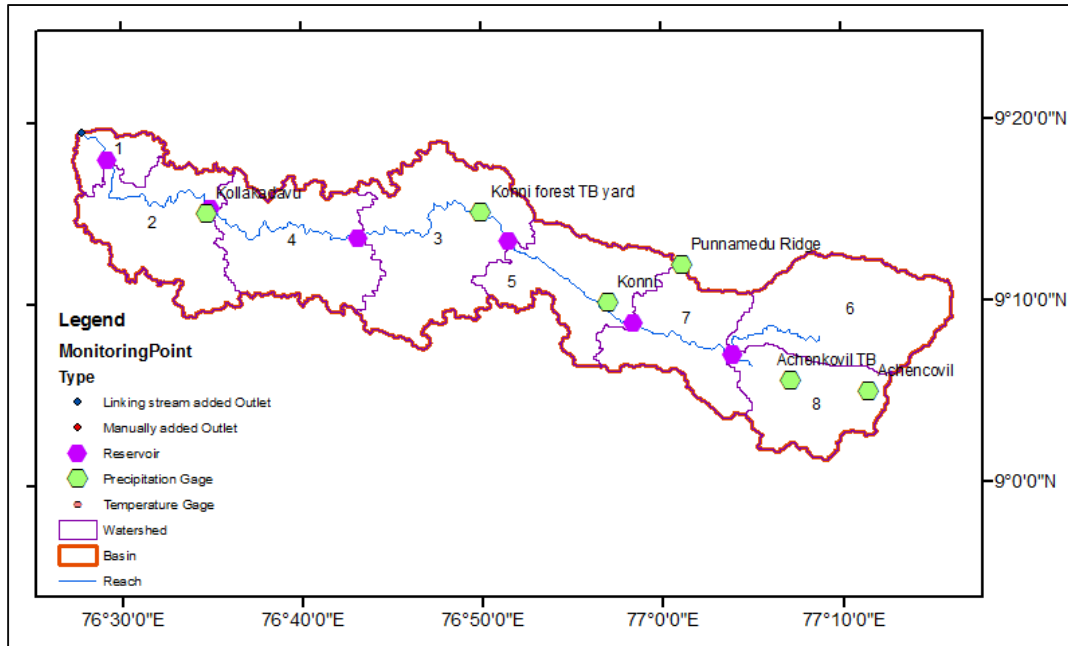 9°20'0"N
1
Kollakadavu
Konni forest TB yard
2
4
3
Punnamedu Ridge
5
Konni
9°10'0"N
6
7
Legend
MonitoringPoint
Type
Achenkovil TB
Achencovil
8
Linking stream added Outlet
Manually added Outlet
Reservoir
Precipitation Gage
9°0'0"N
Temperature Gage
Watershed
Basin
Reach
76°30'0"E
76°40'0"E
76°50'0"E
77°0'0"E
77°10'0"E